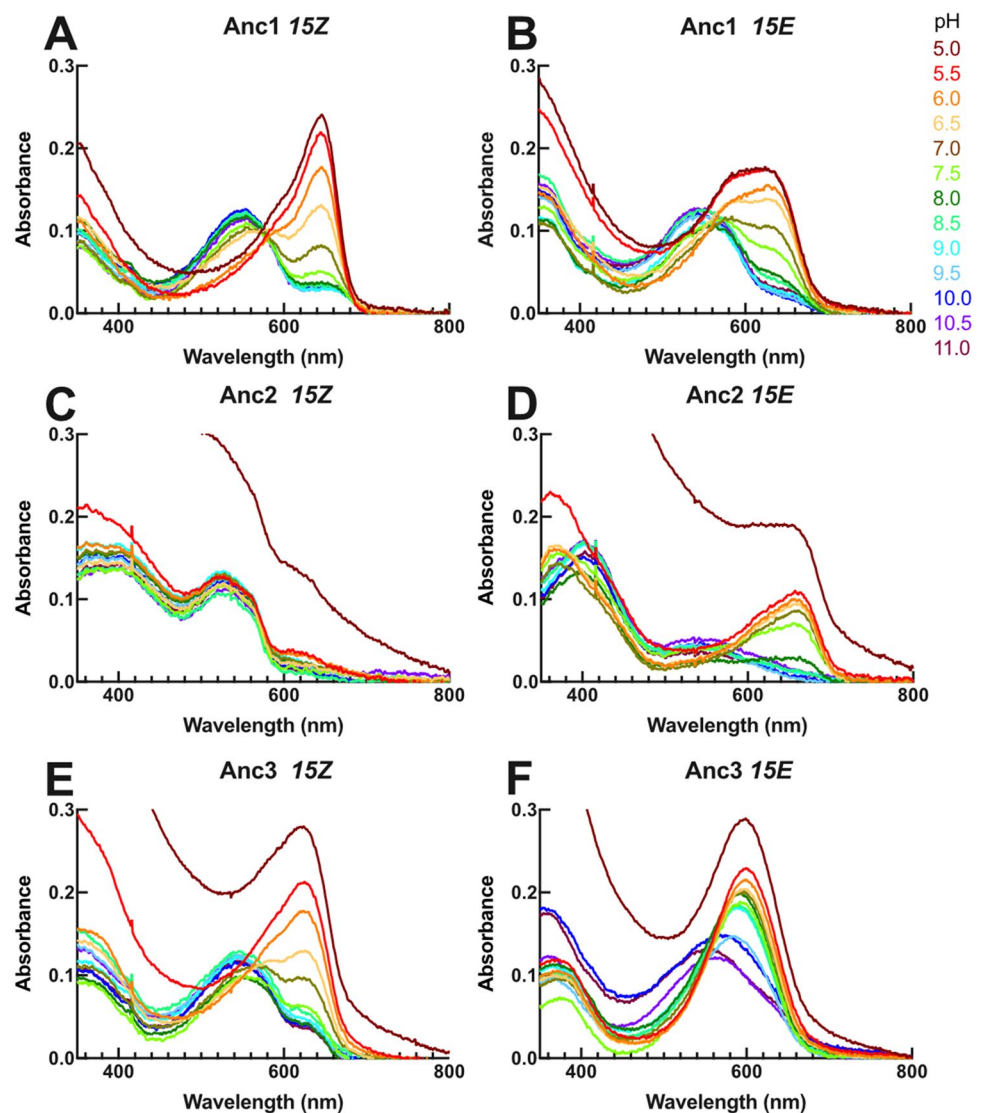 A
Anc1 15Z
Absorbance
0.3
0.2
0.1
0.0
400
600
800
Wavelength (nm)
B
Anc1 15E
Absorbance
0.3
0.2
0.1
0.0
400
600
800
Wavelength (nm)
pH
5.0
5.5
6.0
6.5
7.0
7.5
8.0
8.5
9.0
9.5
10.0
10.5
11.0
C
Anc2 15Z
Absorbance
0.3
0.2
0.1
0.0
400
600
800
Wavelength (nm)
D
Anc2 15E
Absorbance
0.3
0.2
0.1
0.0
400
600
800
Wavelength (nm)
E
Anc3 15Z
Absorbance
0.3
0.2
0.1
0.0
400
600
800
Wavelength (nm)
F
Anc3 15E
Absorbance
0.3
0.2
0.1
0.0
400
600
800
Wavelength (nm)